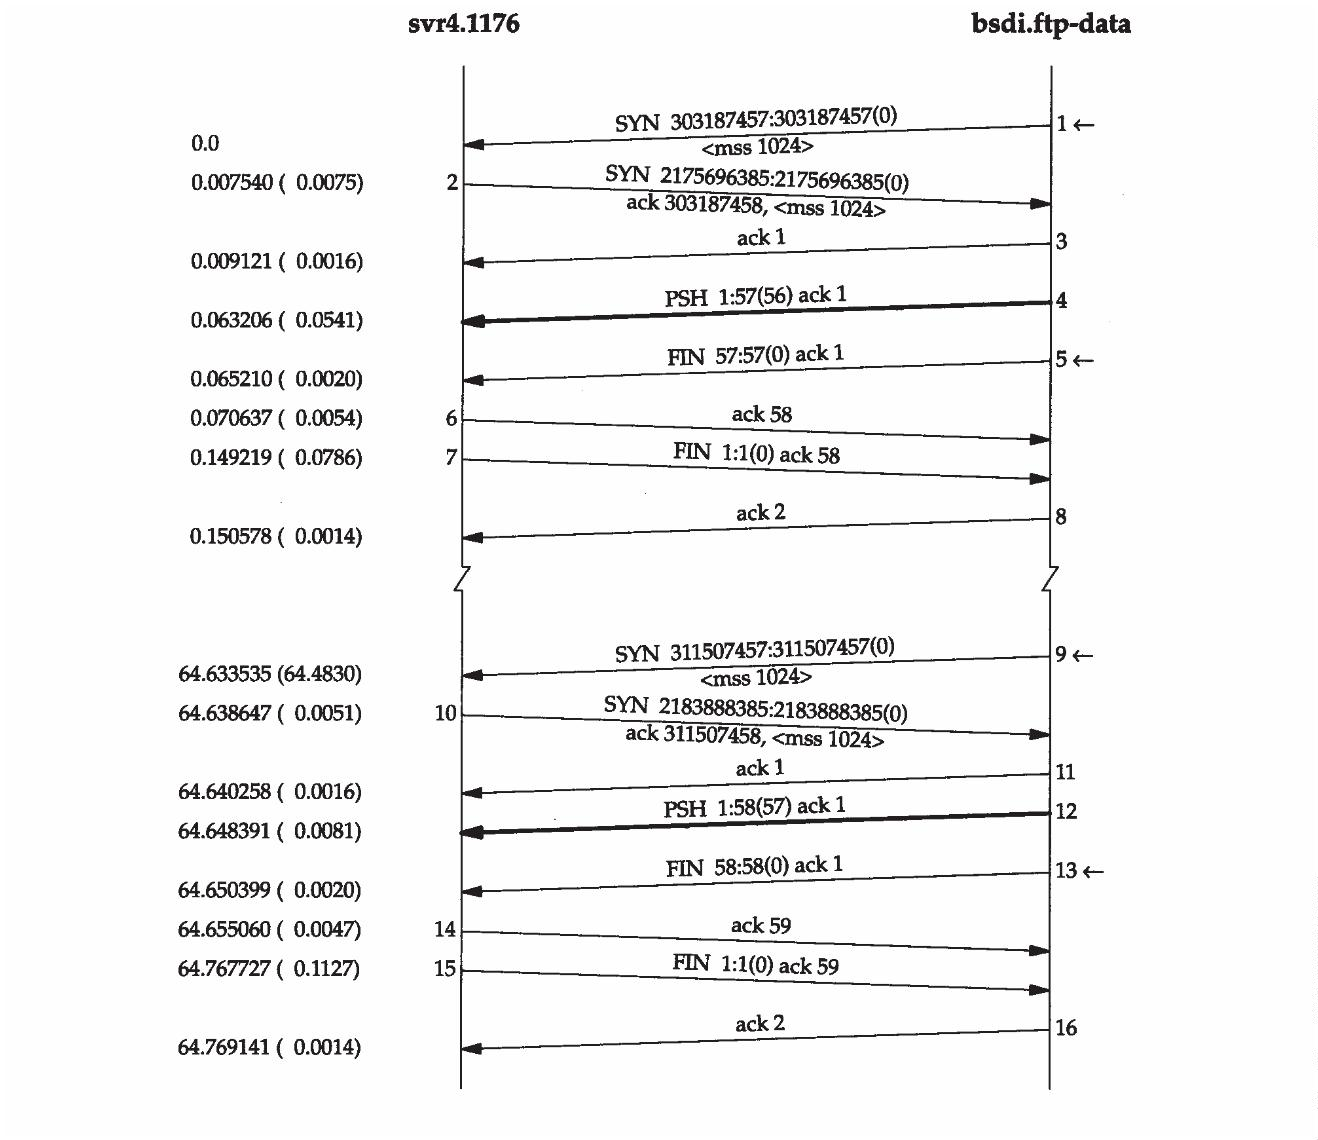 svr4.1176 bsdi.ftp-data
SYN 303187457:303187457(0) 1←
0.0 <mss 1024>
0.007540 ( 0.0075) 2 SYN 2175696385:2175696385(0)
ack 303187458, <mss 1024>
ack 1 3
0.009121 ( 0.0016)
PSH 1:57(56) ack 1 4
0.063206 ( 0.0541)
FIN 57:57(0) ack 1 5←
0.065210 ( 0.0020)
0.070637 ( 0.0054) 6 ack 58
0.149219 ( 0.0786) 7 FIN 1:1(0) ack 58
ack 2 8
0.150578 ( 0.0014)
SYN 311507457:311507457(0) 9←
64.633535 (64.4830) <mss 1024>
64.638647 ( 0.0051) 10 SYN 2183888385:2183888385(0)
ack 311507458, <mss 1024>
ack 1 11
64.640258 ( 0.0016)
PSH 1:58(57) ack 1 12
64.648391 ( 0.0081)
FIN 58:58(0) ack 1 13←
64.650399 ( 0.0020)
64.655060 ( 0.0047) 14 ack 59
64.767727 ( 0.1127) 15 FIN 1:1(0) ack 59
ack 2 16
64.769141 ( 0.0014)